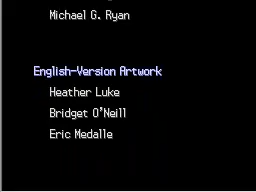 Michael G. Ryan
English-Version Artwork
Heather Luke
Bridget O'Neill
Eric Medalle